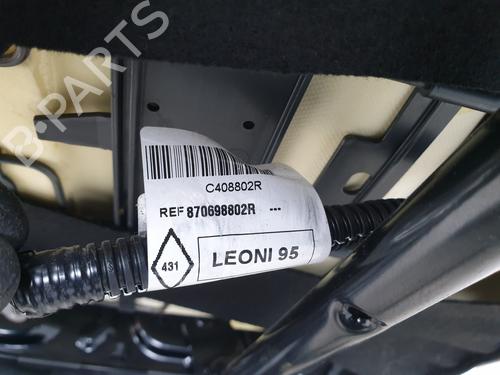 B-PARTS
C408802R
REF 870698802R ---
431
LEONI 95